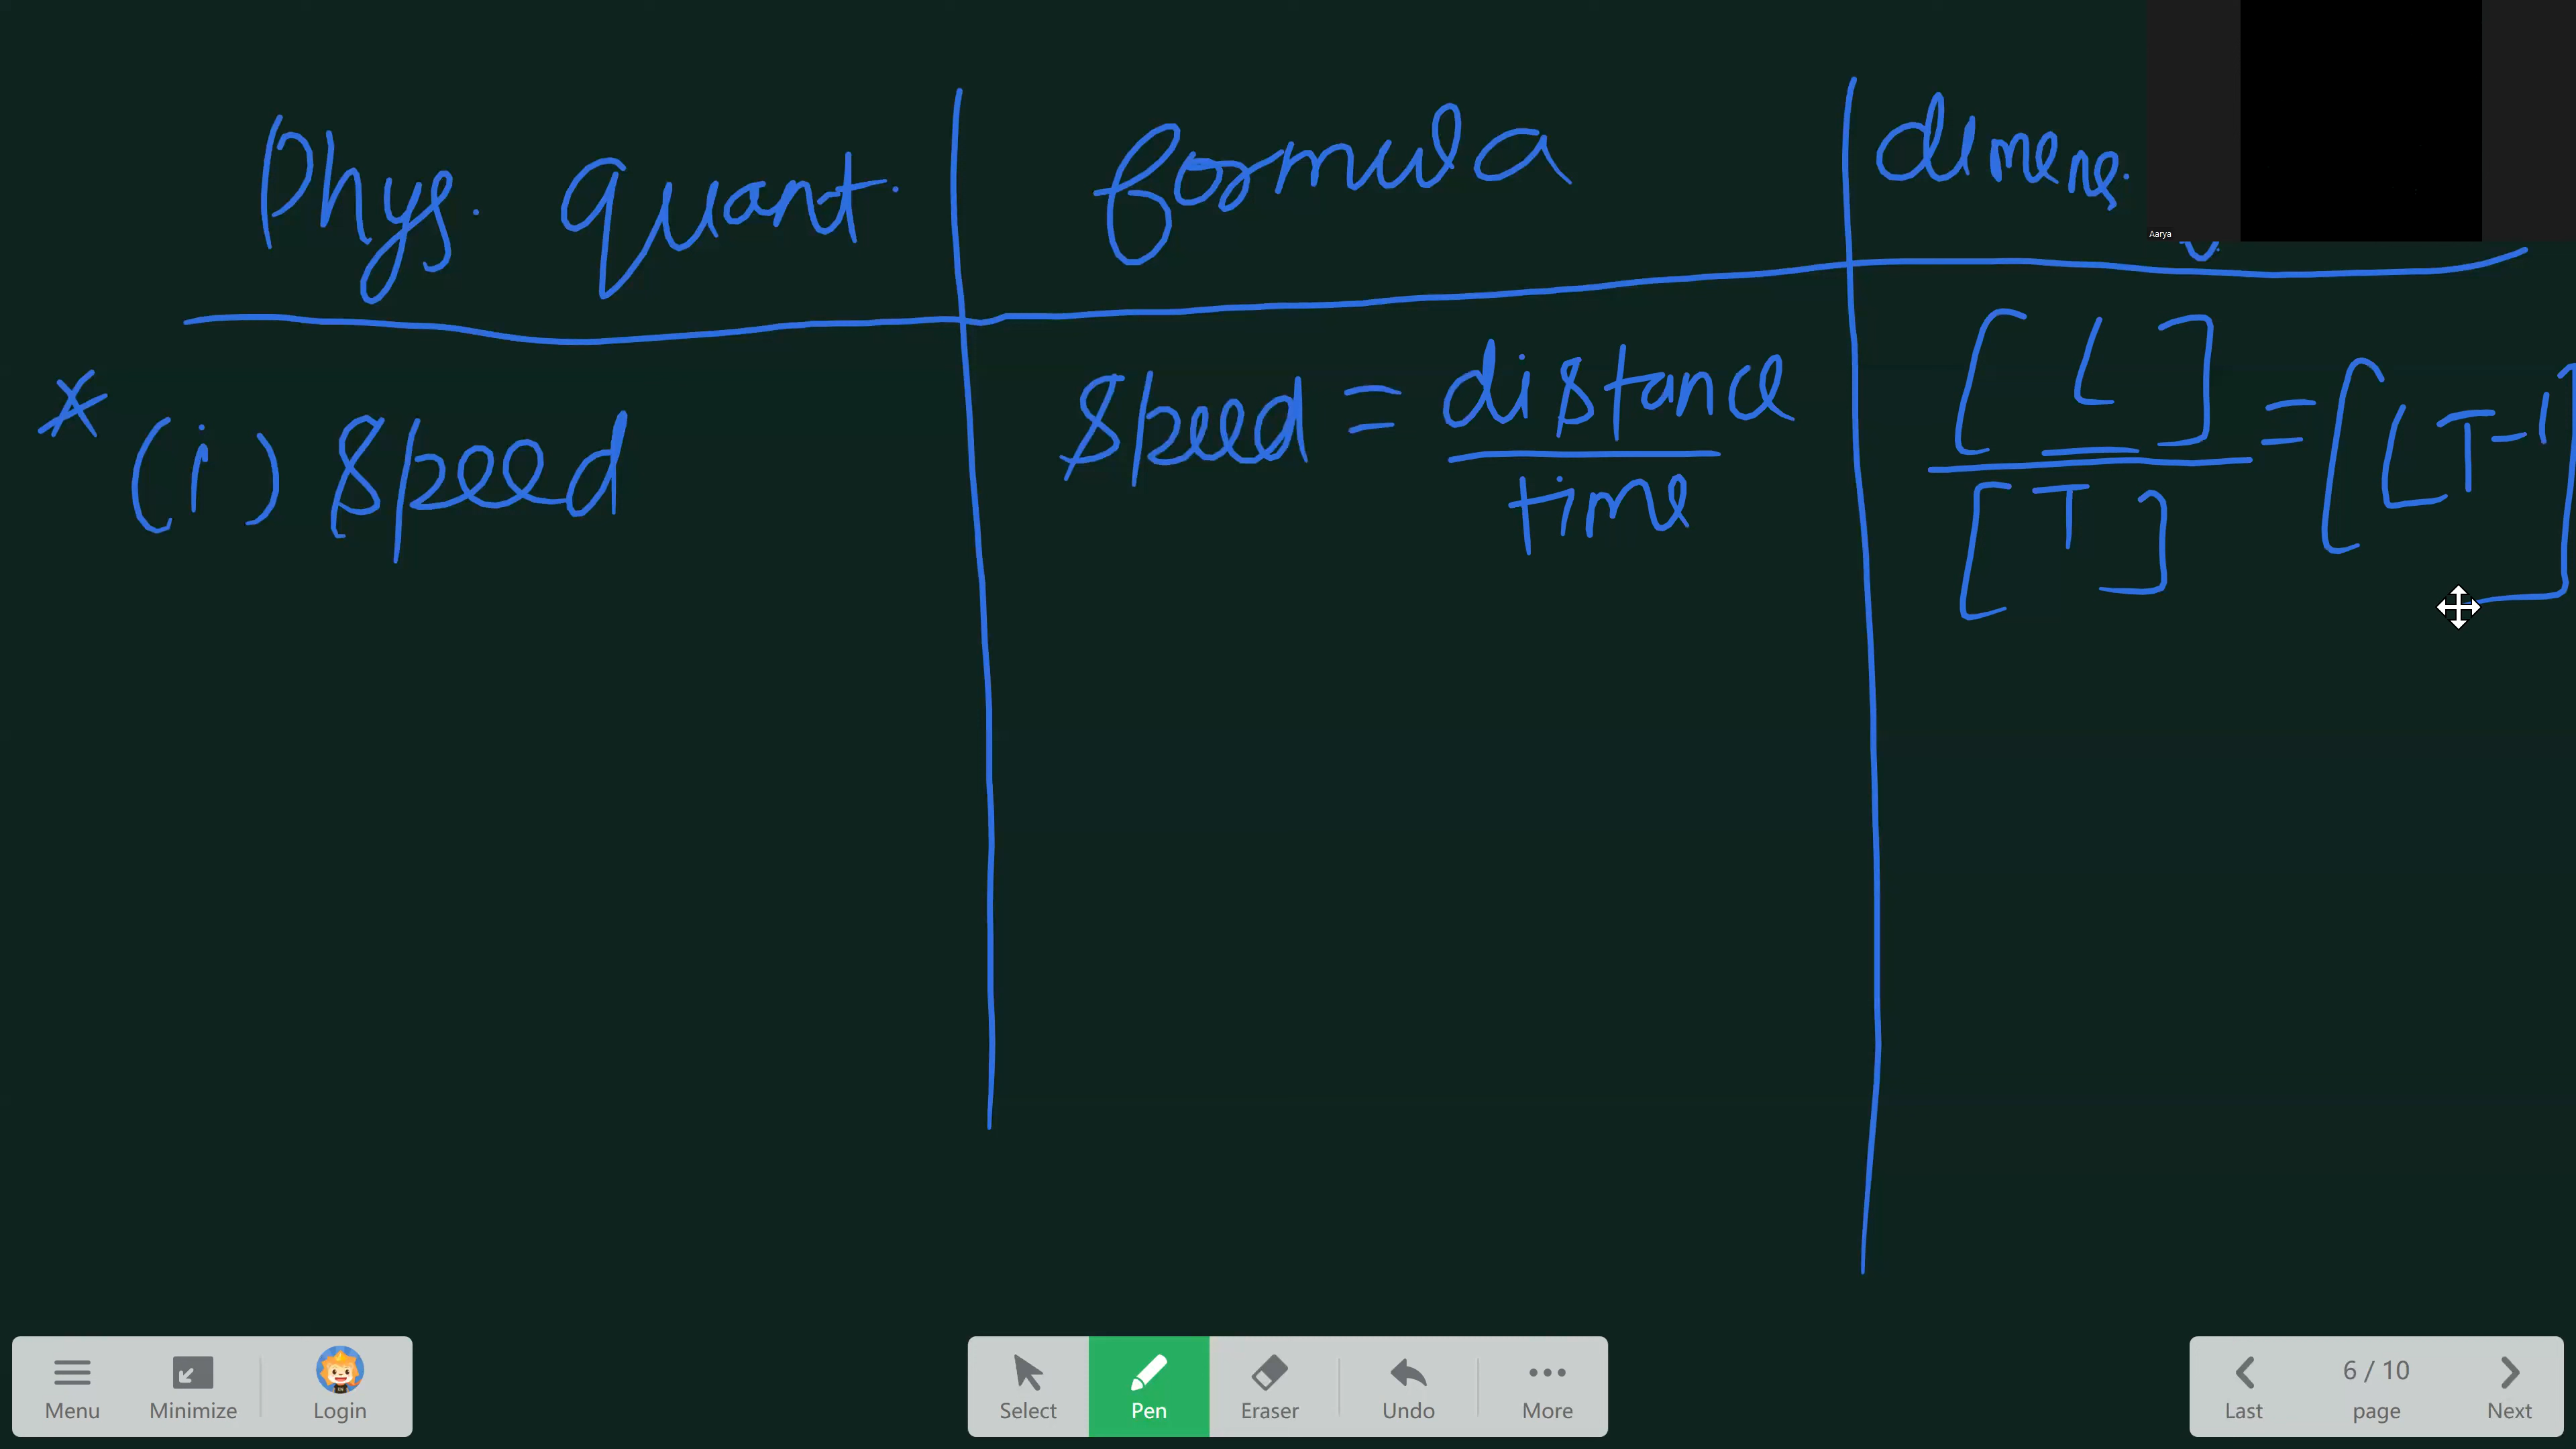 Phys. quant. formula dimens.
Aarya
* (i) Speed Speed = distance / time [L] / [T] = [LT-1]
Menu Minimize Login Select Pen Eraser Undo More Last 6 / 10 page Next